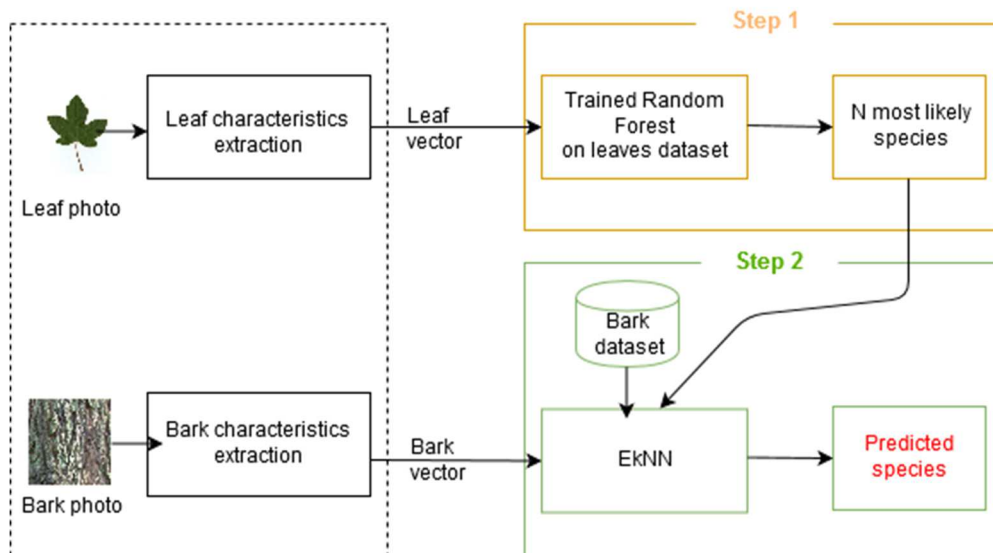 Step 1
Leaf characteristics
extraction
Leaf
vector
Trained Random
Forest
on leaves dataset
N most likely
species
Leaf photo
Step 2
Bark
dataset
Bark characteristics
extraction
Bark
vector
EkNN
Predicted
species
Bark photo